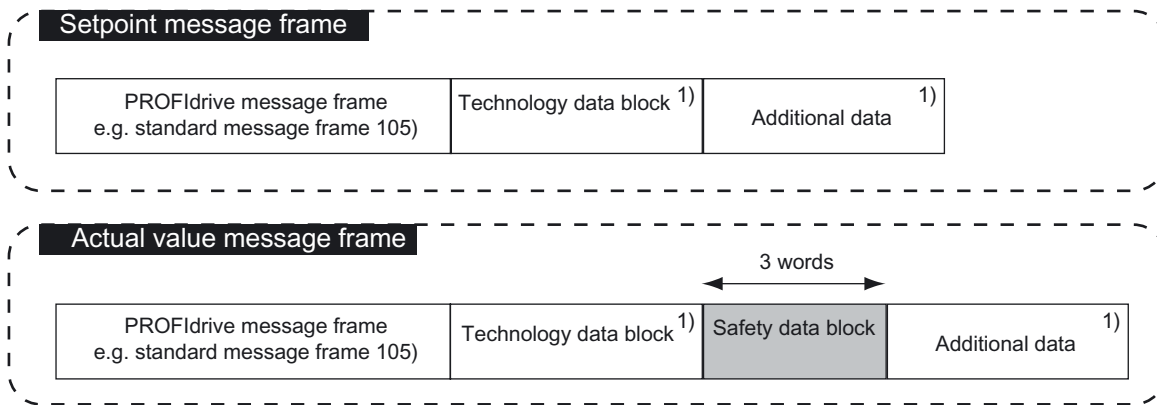 Setpoint message frame
PROFIdrive message frame
e.g. standard message frame 105)
Technology data block 1)
Additional data 1)
Actual value message frame
3 words
PROFIdrive message frame
e.g. standard message frame 105)
Technology data block 1)
Safety data block
Additional data 1)